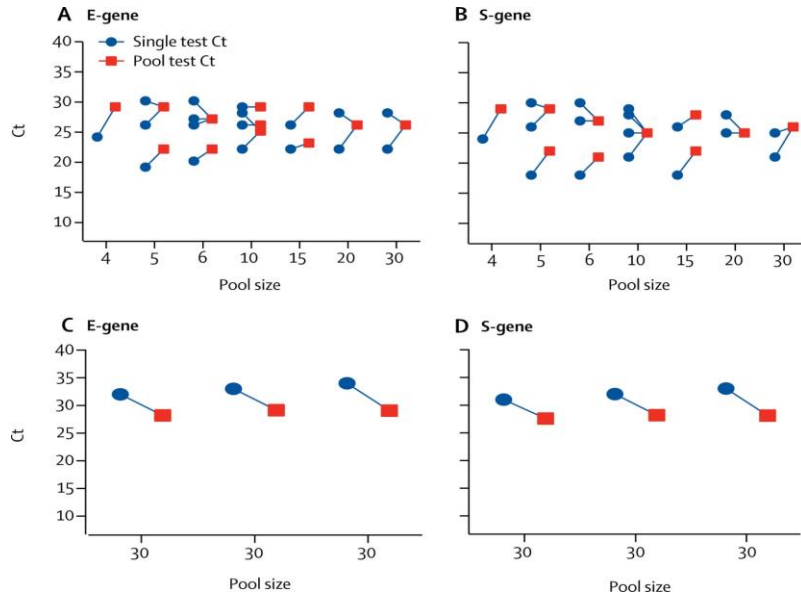 A E-gene
B S-gene
40
35
30
25
20
15
10
Ct
Single test Ct
Pool test Ct
4 5 6 10 15 20 30
Pool size
4 5 6 10 15 20 30
Pool size
C E-gene
D S-gene
40
35
30
25
20
15
10
Ct
30 30 30
Pool size
30 30 30
Pool size